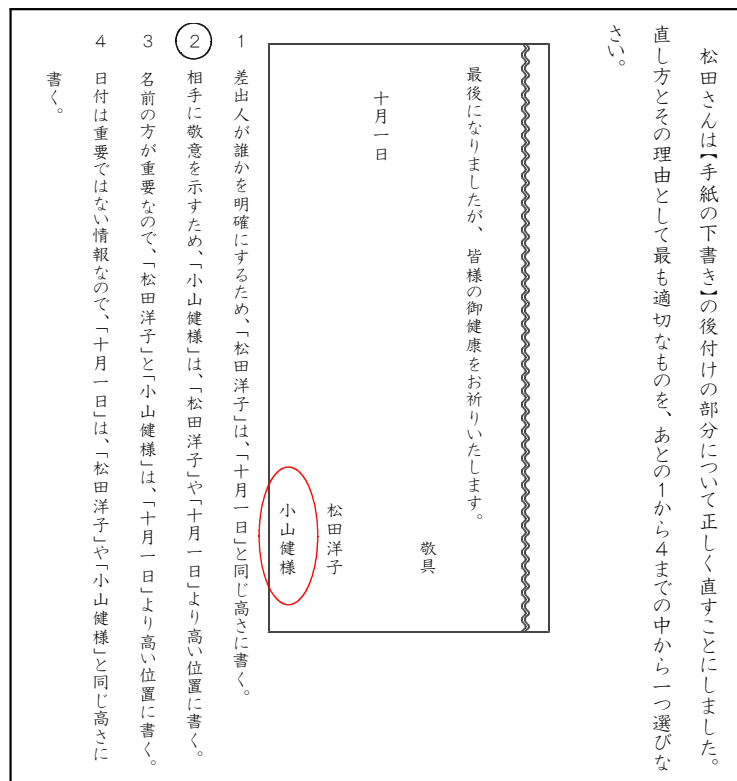 松田さんは【手紙の下書き】の後付けの部分について正しく直すことにしました。
直し方とその理由として最も適切なものを、あとの1から4までの中から一つ選びな
さい。
最後になりましたが、皆様の御健康をお祈りいたします。
敬具
十月一日
松田洋子
小山健様
1 差出人が誰かを明確にするため、「松田洋子」は、「十月一日」と同じ高さに書く。
2 相手に敬意を示すため、「小山健様」は、「松田洋子」や「十月一日」より高い位置に書く。
3 名前の方が重要なので、「松田洋子」と「小山健様」は、「十月一日」より高い位置に書く。
4 日付は重要ではない情報なので、「十月一日」は、「松田洋子」や「小山健様」と同じ高さに
書く。